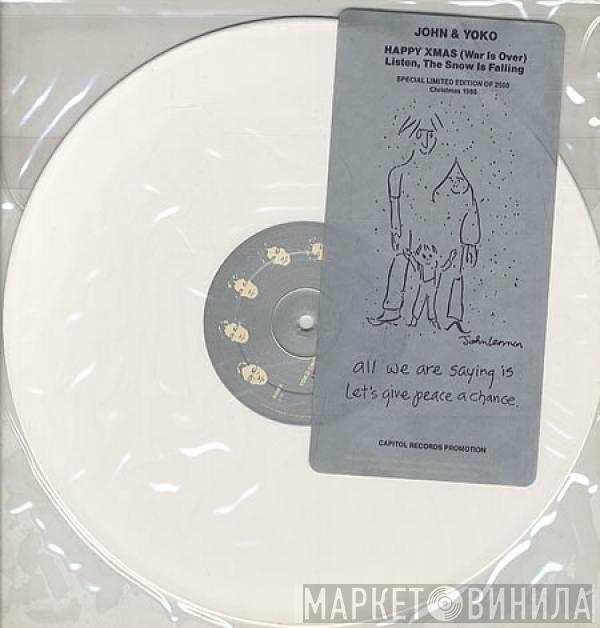 JOHN & YOKO
HAPPY XMAS (War Is Over)
Listen, The Snow Is Falling
SPECIAL LIMITED EDITION OF 2000
Christmas 1986
John Lennon
all we are saying is
Let's give peace a chance.
CAPITOL RECORDS PROMOTION
МАРКЕТ ВИНИЛА